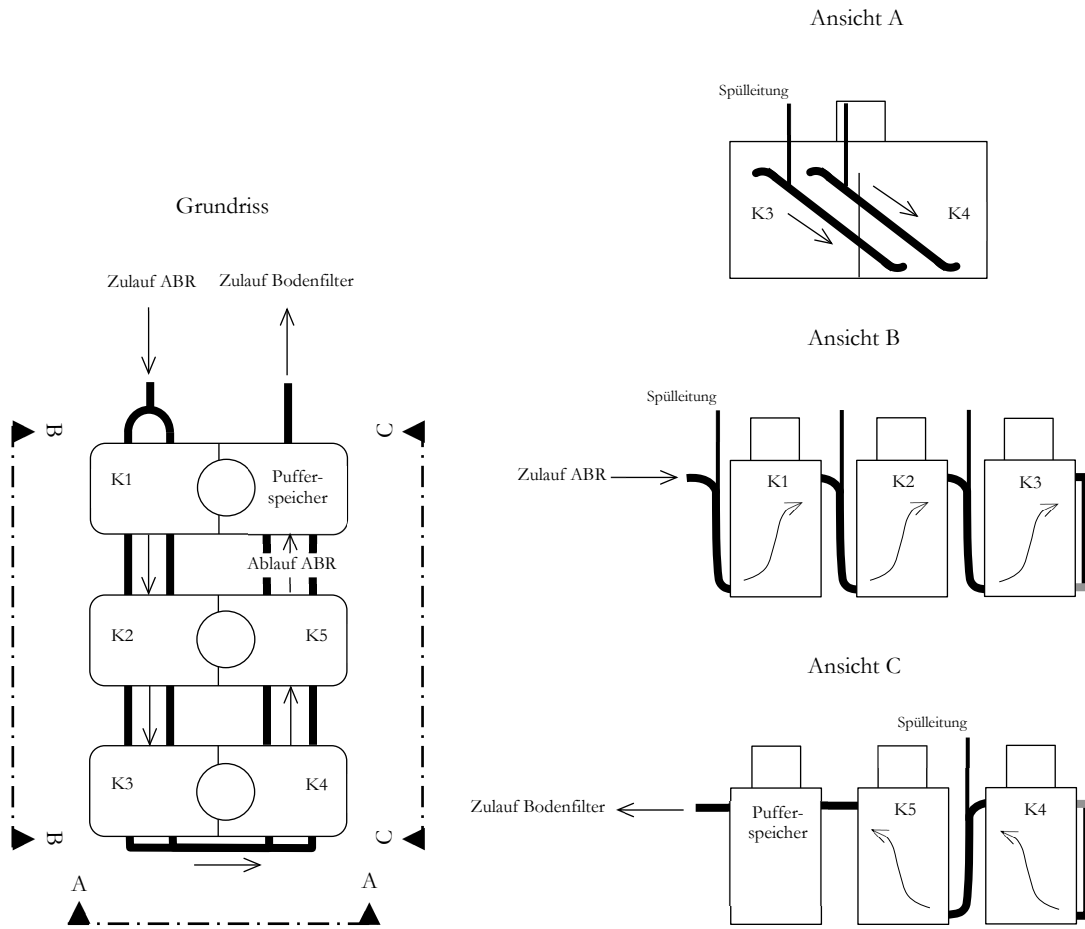 Ansicht A
Spülleitung
K3
K4
Grundriss
Zulauf ABR
Zulauf Bodenfilter
B
C
K1
Puffer-
speicher
Ablauf ABR
K2
K5
K3
K4
B
C
A
A
Ansicht B
Spülleitung
Zulauf ABR
K1
K2
K3
Ansicht C
Spülleitung
Zulauf Bodenfilter
Puffer-
speicher
K5
K4